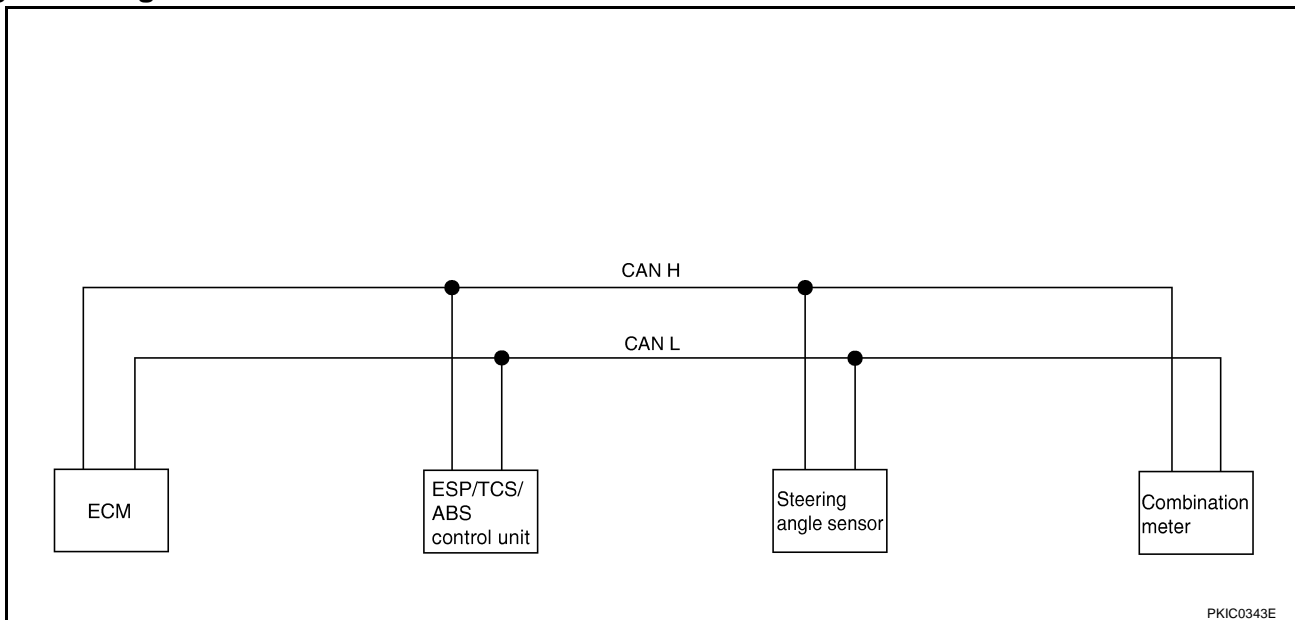 CAN H
CAN L
ECM
ESP/TCS/
ABS
control unit
Steering
angle sensor
Combination
meter
PKIC0343E